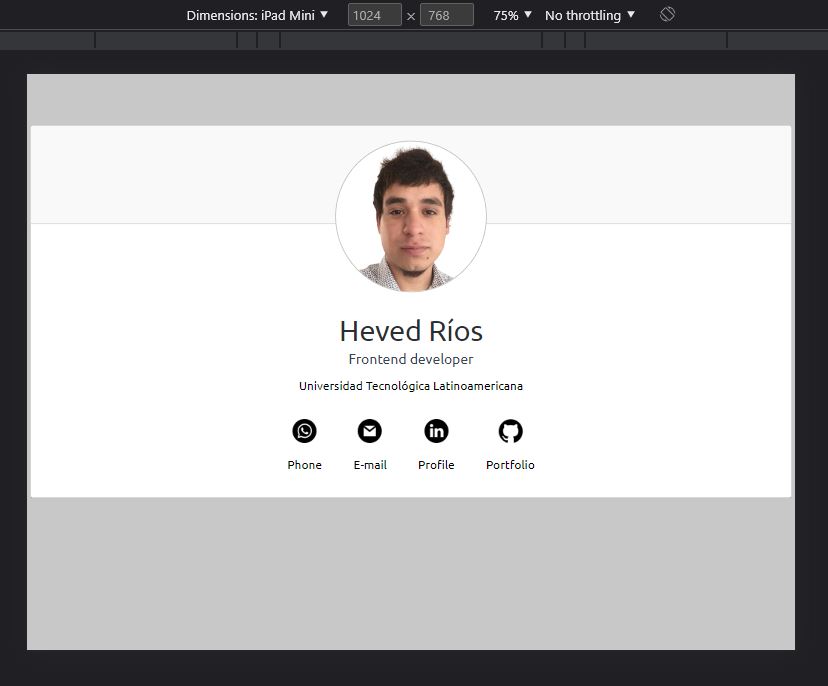 Dimensions: iPad Mini ▼ 1024 × 768 75% ▼ No throttling ▼
Heved Ríos
Frontend developer
Universidad Tecnológica Latinoamericana
in
Phone E-mail Profile Portfolio